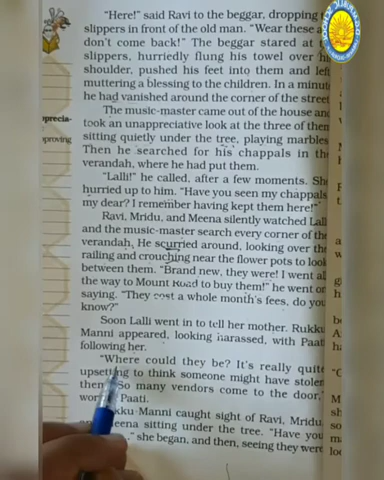 "Here!" said Ravi to the beggar, dropping
slippers in front of the old man. "Wear these a
don't come back!" The beggar stared at
slippers, hurriedly flung his towel over hi
shoulder, pushed his feet into them and left
muttering a blessing to the children. In a minut
he had vanished around the corner of the street
The music-master came out of the house an
took an unappreciative look at the three of them
sitting quietly under the tree, playing marbles
Then he searched for his chappals in the
verandah, where he had put them.
"Lalli!" he called, after a few moments. Sh
hurried up to him. "Have you seen my chappals
my dear? I remember having kept them here!"
Ravi, Mridu, and Meena silently watched Lall
and the music-master search every corner of the
verandah. He scurried around, looking over the
railing and crouching near the flower pots to look
between them. "Brand new, they were! I went al
the way to Mount Road to buy them!" he went on
saying. "They cost a whole month's fees, do you
know?"
Soon Lalli went in to tell her mother. Rukku
Manni appeared, looking harassed, with Paati
following her.
"Where could they be? It's really quite
upsetting to think someone might have stolen
them. So many vendors come to the door,"
Paati.
kku Manni caught sight of Ravi, Mridu
eena sitting under the tree. "Have you
" she began, and then, seeing they were
precia-
proving